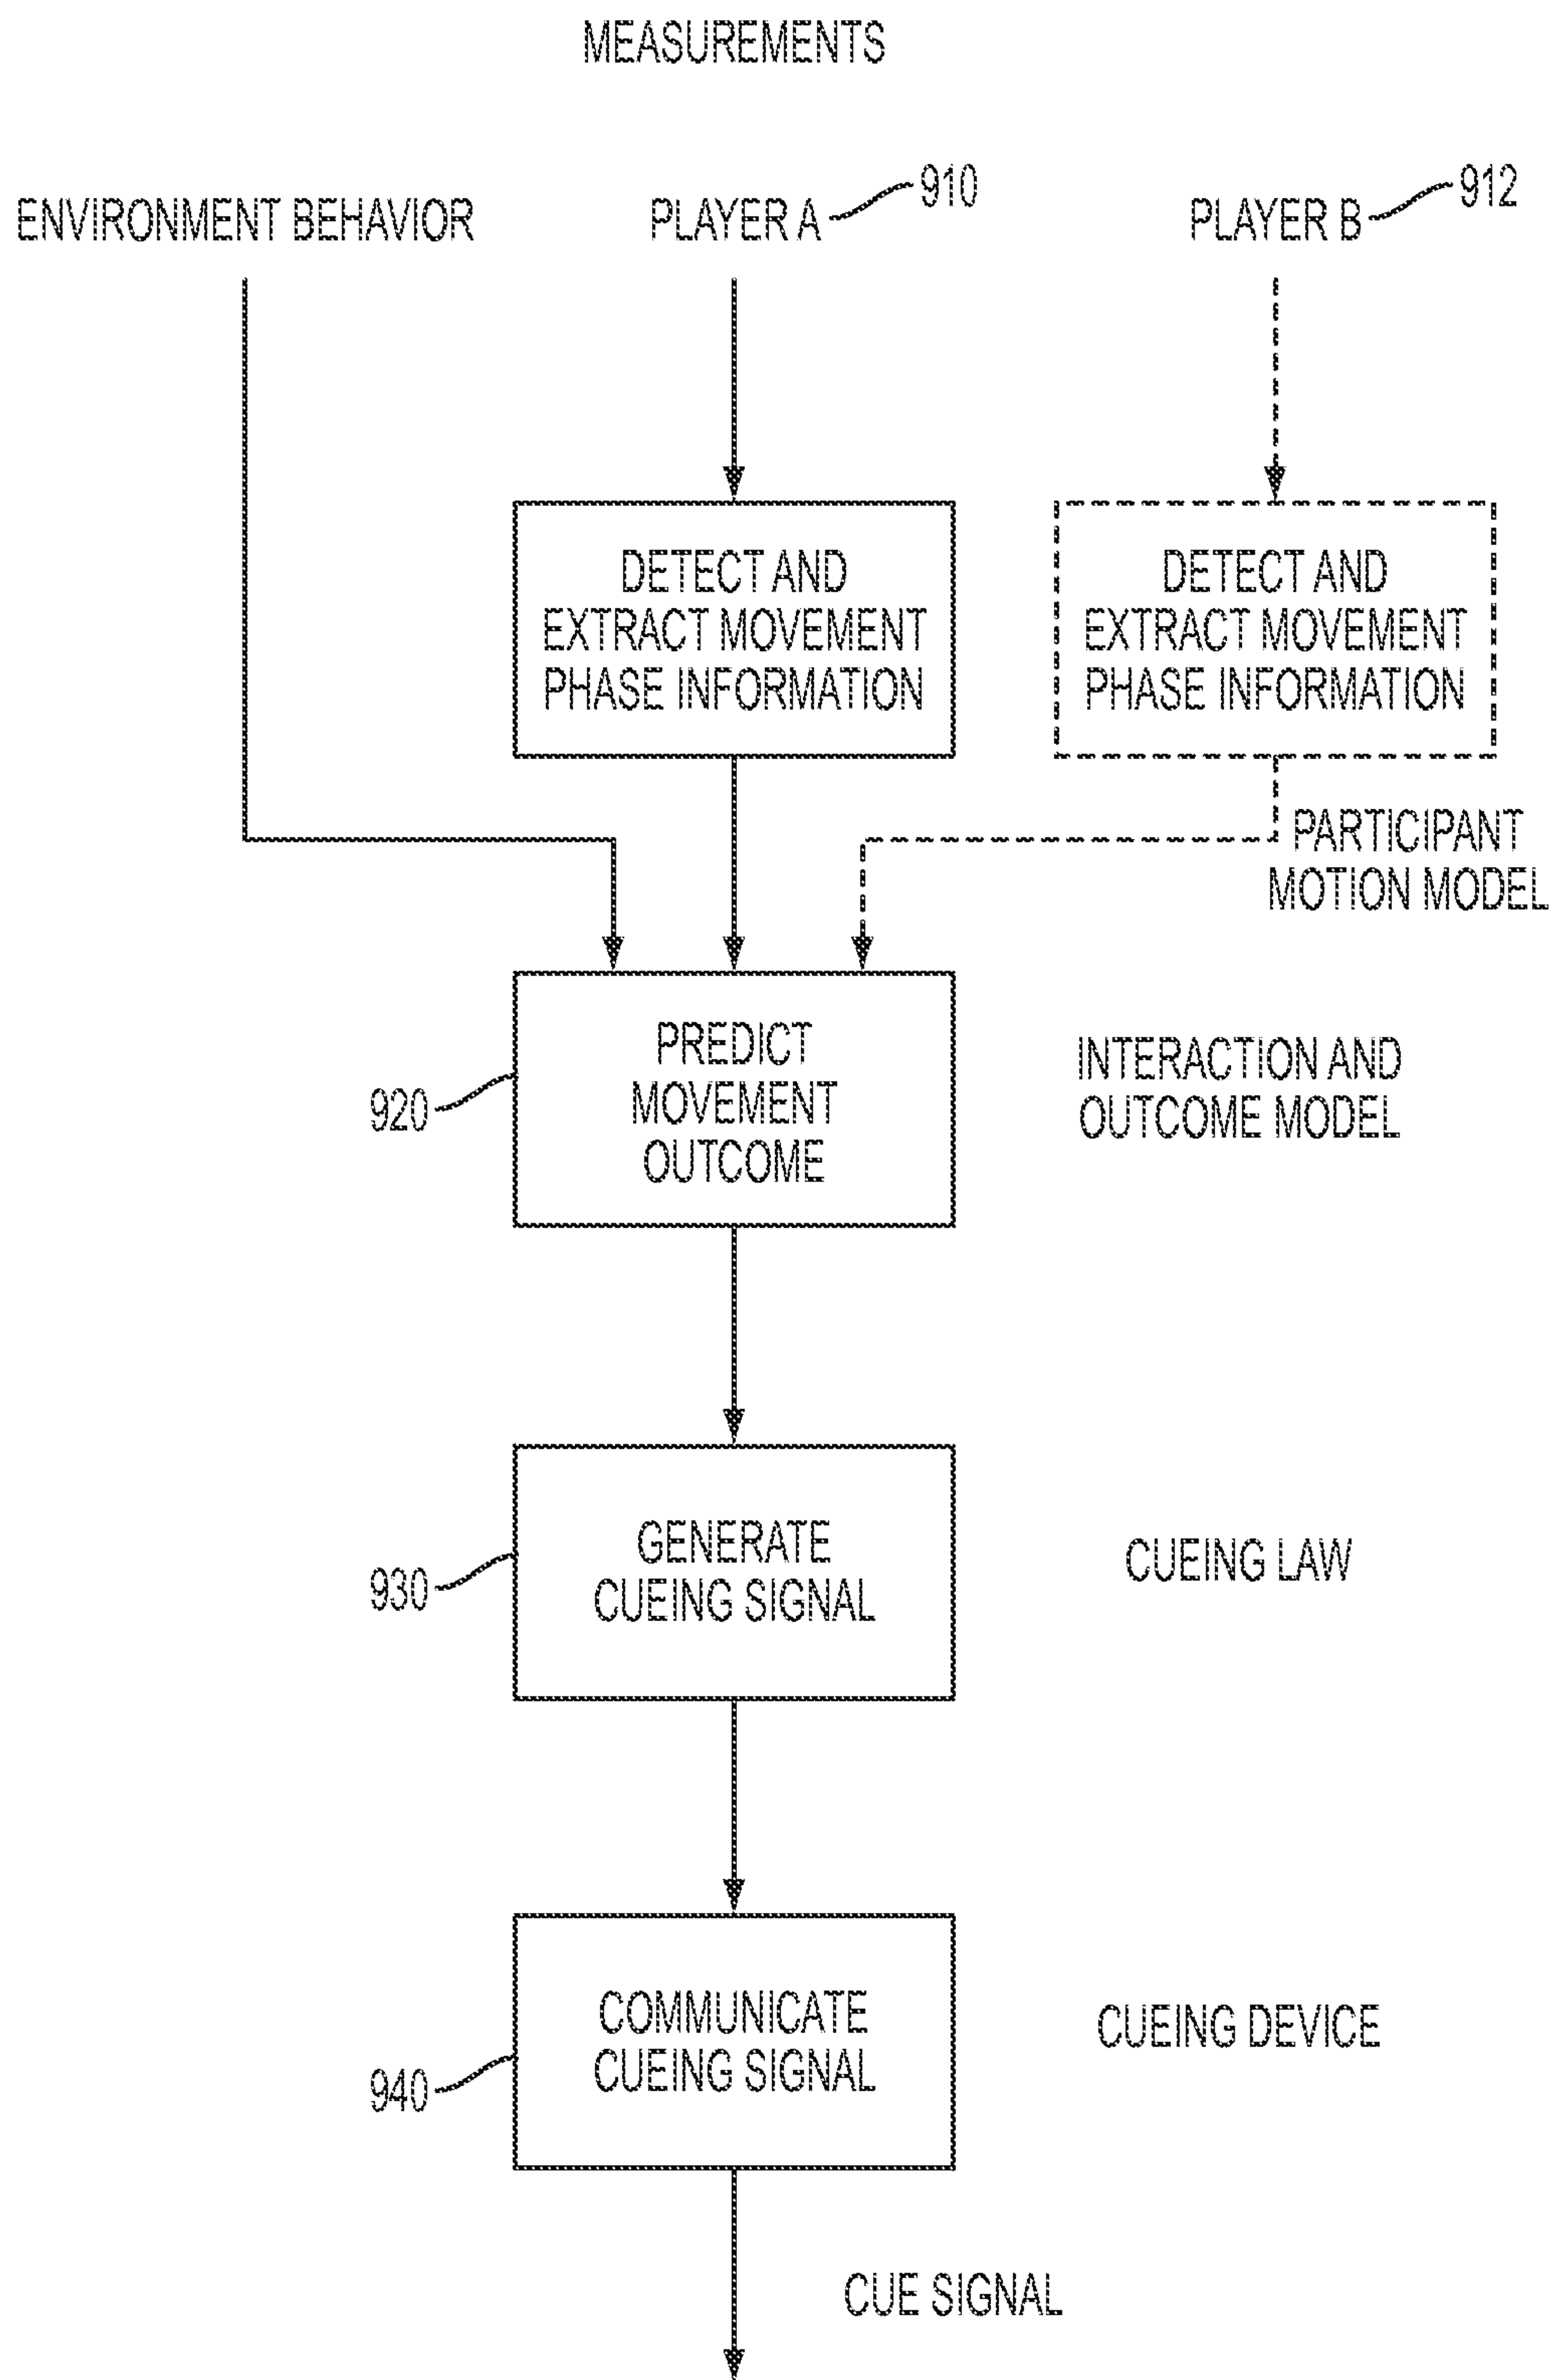 MEASUREMENTS
ENVIRONMENT BEHAVIOR
PLAYER A
910
PLAYER B
912
DETECT AND
EXTRACT MOVEMENT
PHASE INFORMATION
DETECT AND
EXTRACT MOVEMENT
PHASE INFORMATION
PARTICIPANT
MOTION MODEL
920
PREDICT
MOVEMENT
OUTCOME
INTERACTION AND
OUTCOME MODEL
930
GENERATE
CUEING SIGNAL
CUEING LAW
940
COMMUNICATE
CUEING SIGNAL
CUEING DEVICE
CUE SIGNAL